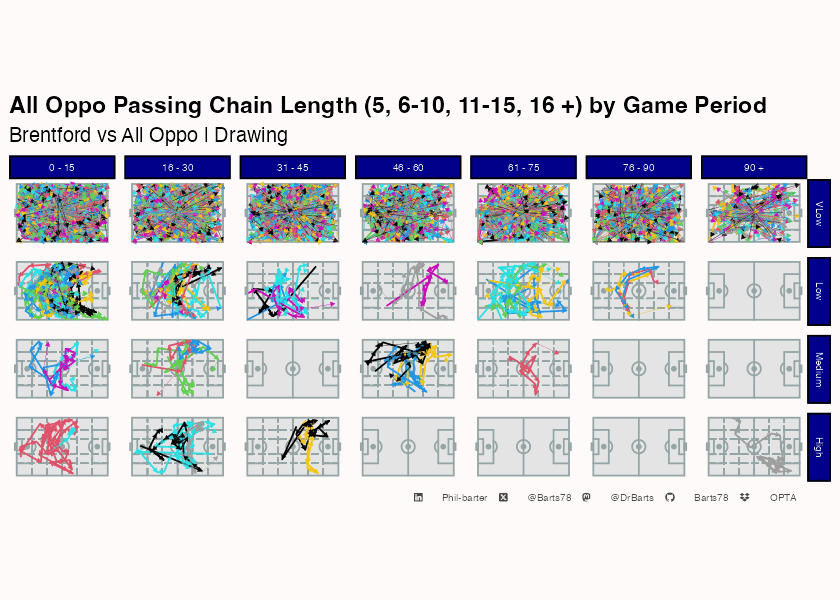 All Oppo Passing Chain Length (5, 6-10, 11-15, 16 +) by Game Period
Brentford vs All Oppo | Drawing
0 - 15
16 - 30
31 - 45
46 - 60
61 - 75
76 - 90
90 +
VLow
Low
Medium
High
Phil-barter @Barts78 @DrBarts Barts78 OPTA